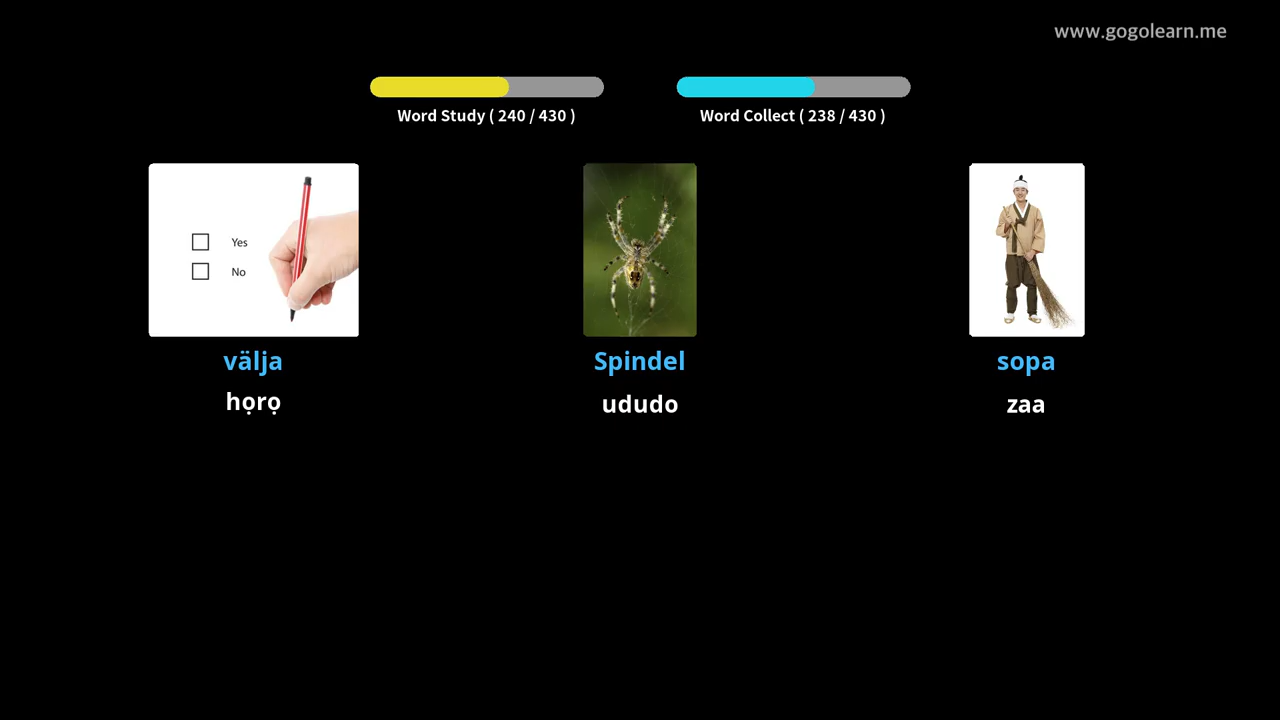 www.gogolearn.me
Word Study ( 240 / 430 )
Word Collect ( 238 / 430 )
Yes
No
välja
Spindel
sopa
họrọ
ududo
zaa